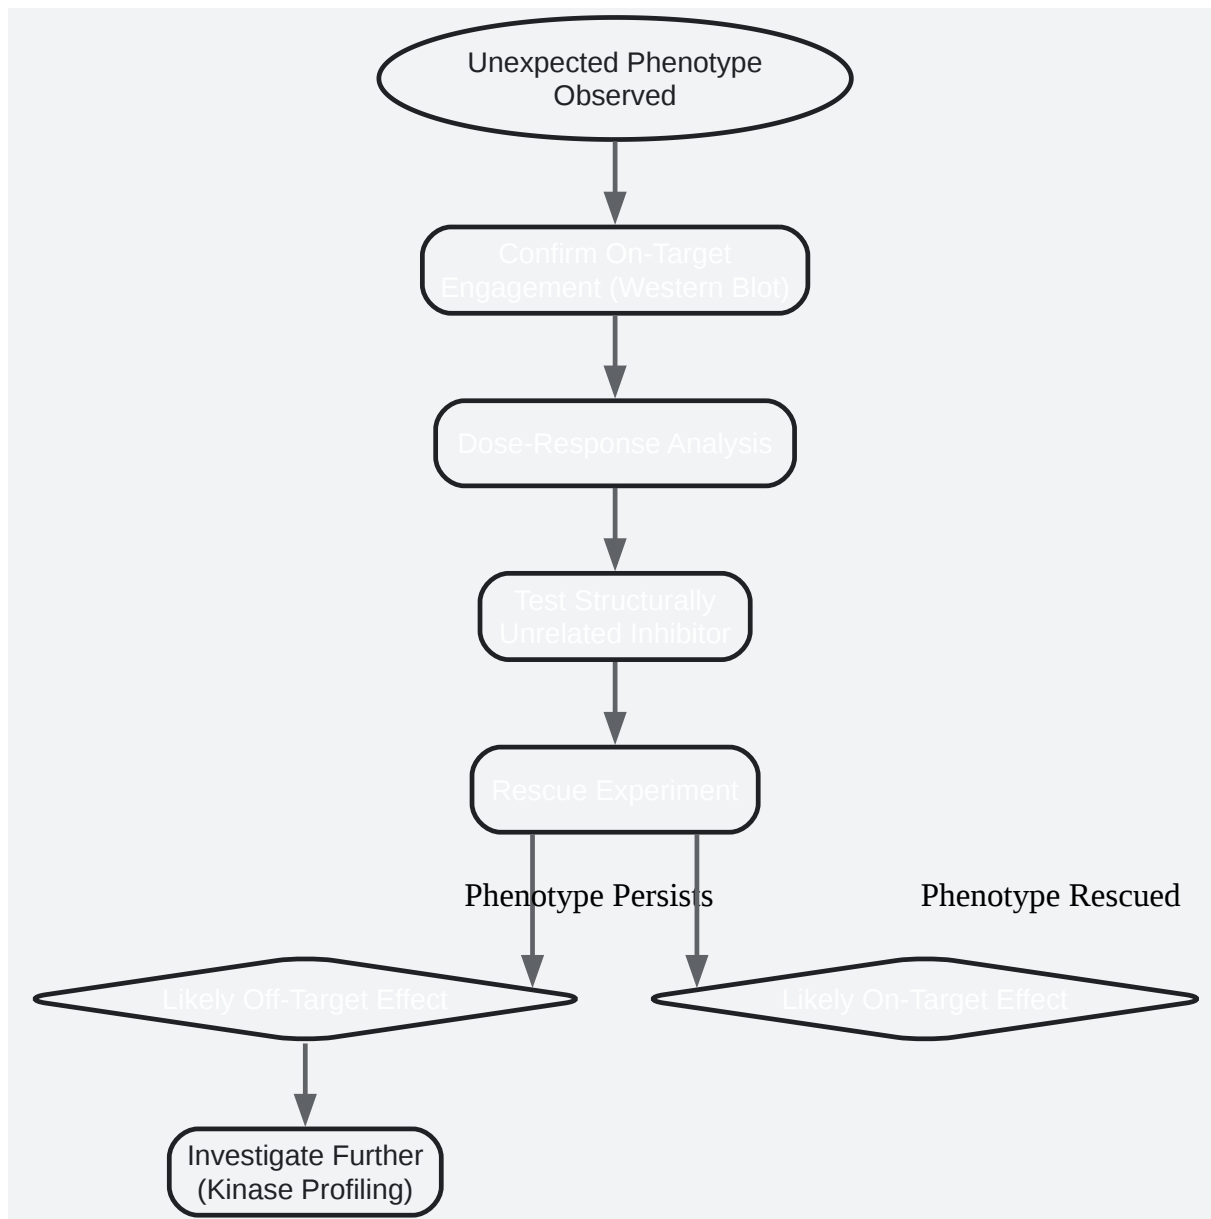 Unexpected Phenotype
Observed
Confirm On-Target
Engagement (Western Blot)
Dose-Response Analysis
Test Structurally
Unrelated Inhibitor
Rescue Experiment
Phenotype Persists
Phenotype Rescued
Likely Off-Target Effect
Likely On-Target Effect
Investigate Further
(Kinase Profiling)